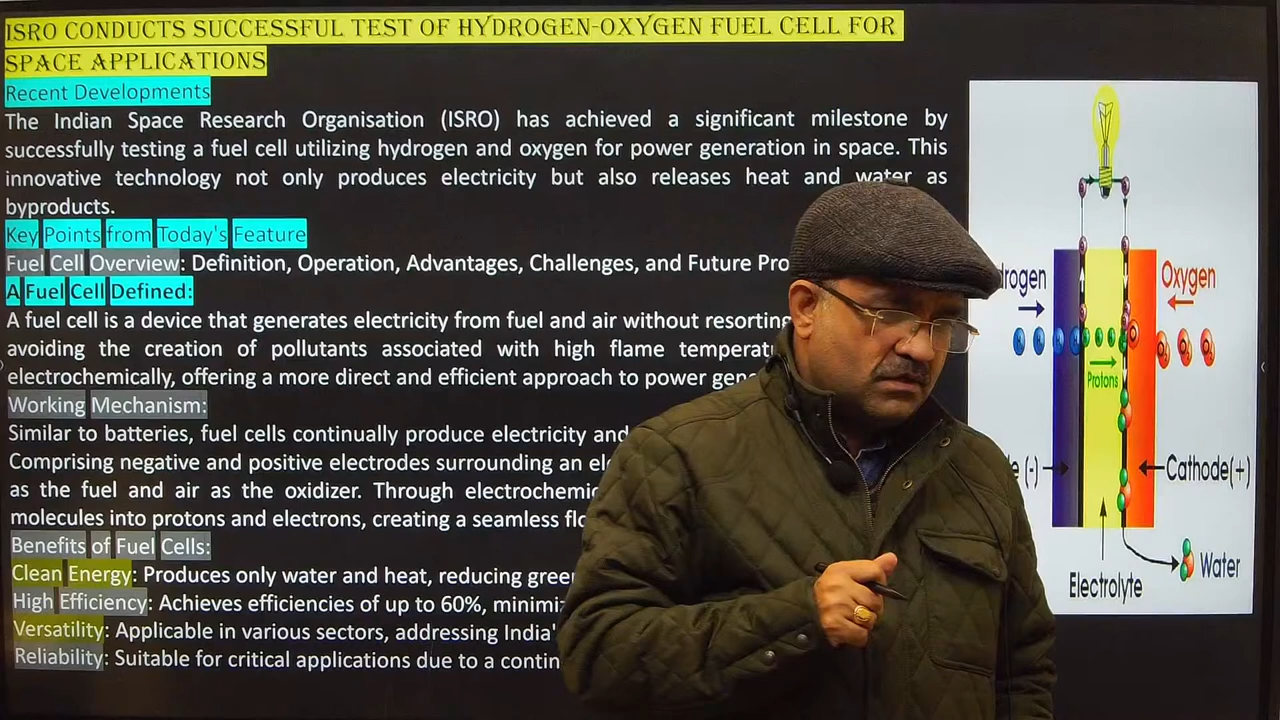 ISRO CONDUCTS SUCCESSFUL TEST OF HYDROGEN-OXYGEN FUEL CELL FOR
SPACE APPLICATIONS
Recent Developments
The Indian Space Research Organisation (ISRO) has achieved a significant milestone by
successfully testing a fuel cell utilizing hydrogen and oxygen for power generation in space. This
innovative technology not only produces electricity but also releases heat and water as
byproducts.
Key Points from Today's Feature
Fuel Cell Overview: Definition, Operation, Advantages, Challenges, and Future Pro
A Fuel Cell Defined:
A fuel cell is a device that generates electricity from fuel and air without resorting
avoiding the creation of pollutants associated with high flame
electrochemically, offering a more direct and efficient approach to power
Working Mechanism:
Similar to batteries, fuel cells continually produce electricity and
Comprising negative and positive electrodes surrounding an
as the fuel and air as the oxidizer. Through
molecules into protons and electrons, creating a seamless
Benefits of Fuel Cells:
Clean Energy: Produces only water and heat, reducing
High Efficiency: Achieves efficiencies of up to 60%,
Versatility: Applicable in various sectors, addressing India'
Reliability: Suitable for critical applications due to a
drogen
Oxygen
Protons
(-)
Cathode(+)
Water
Electrolyte